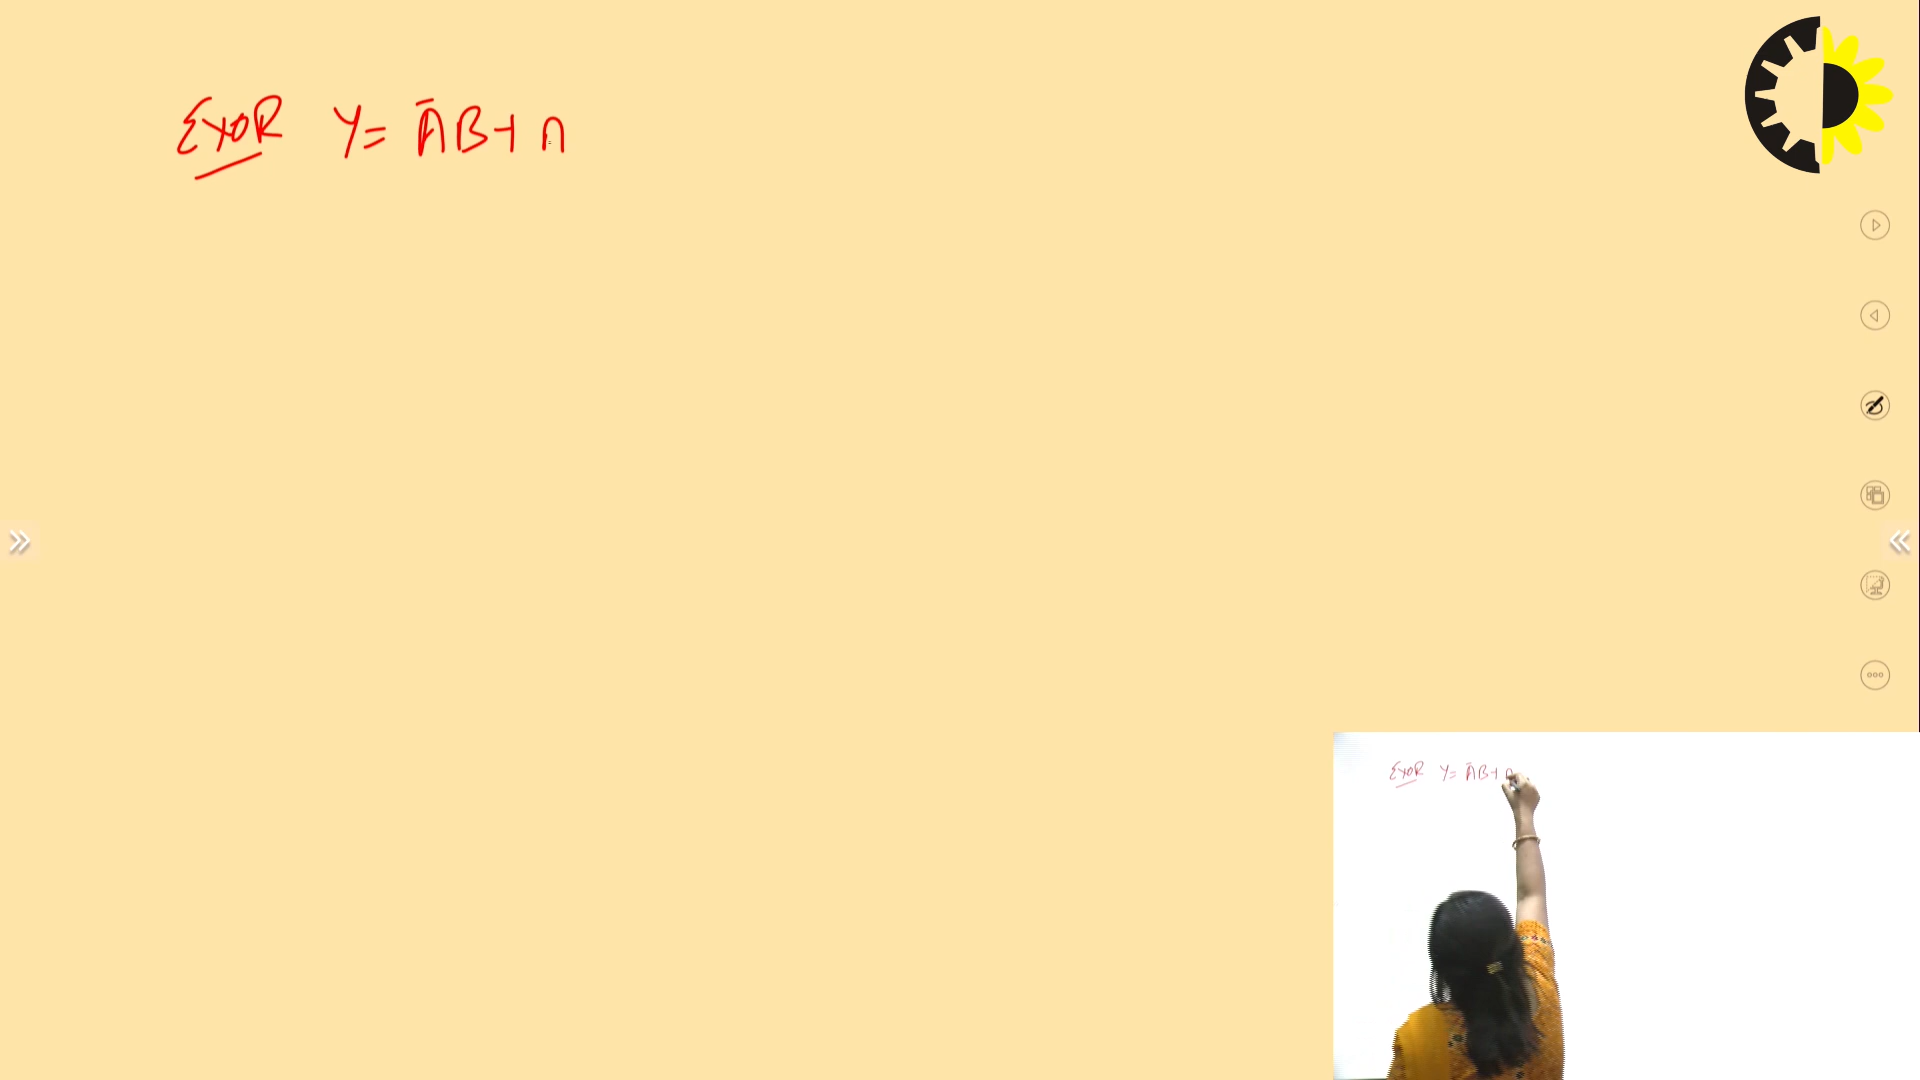 EXOR Y = ĀB +